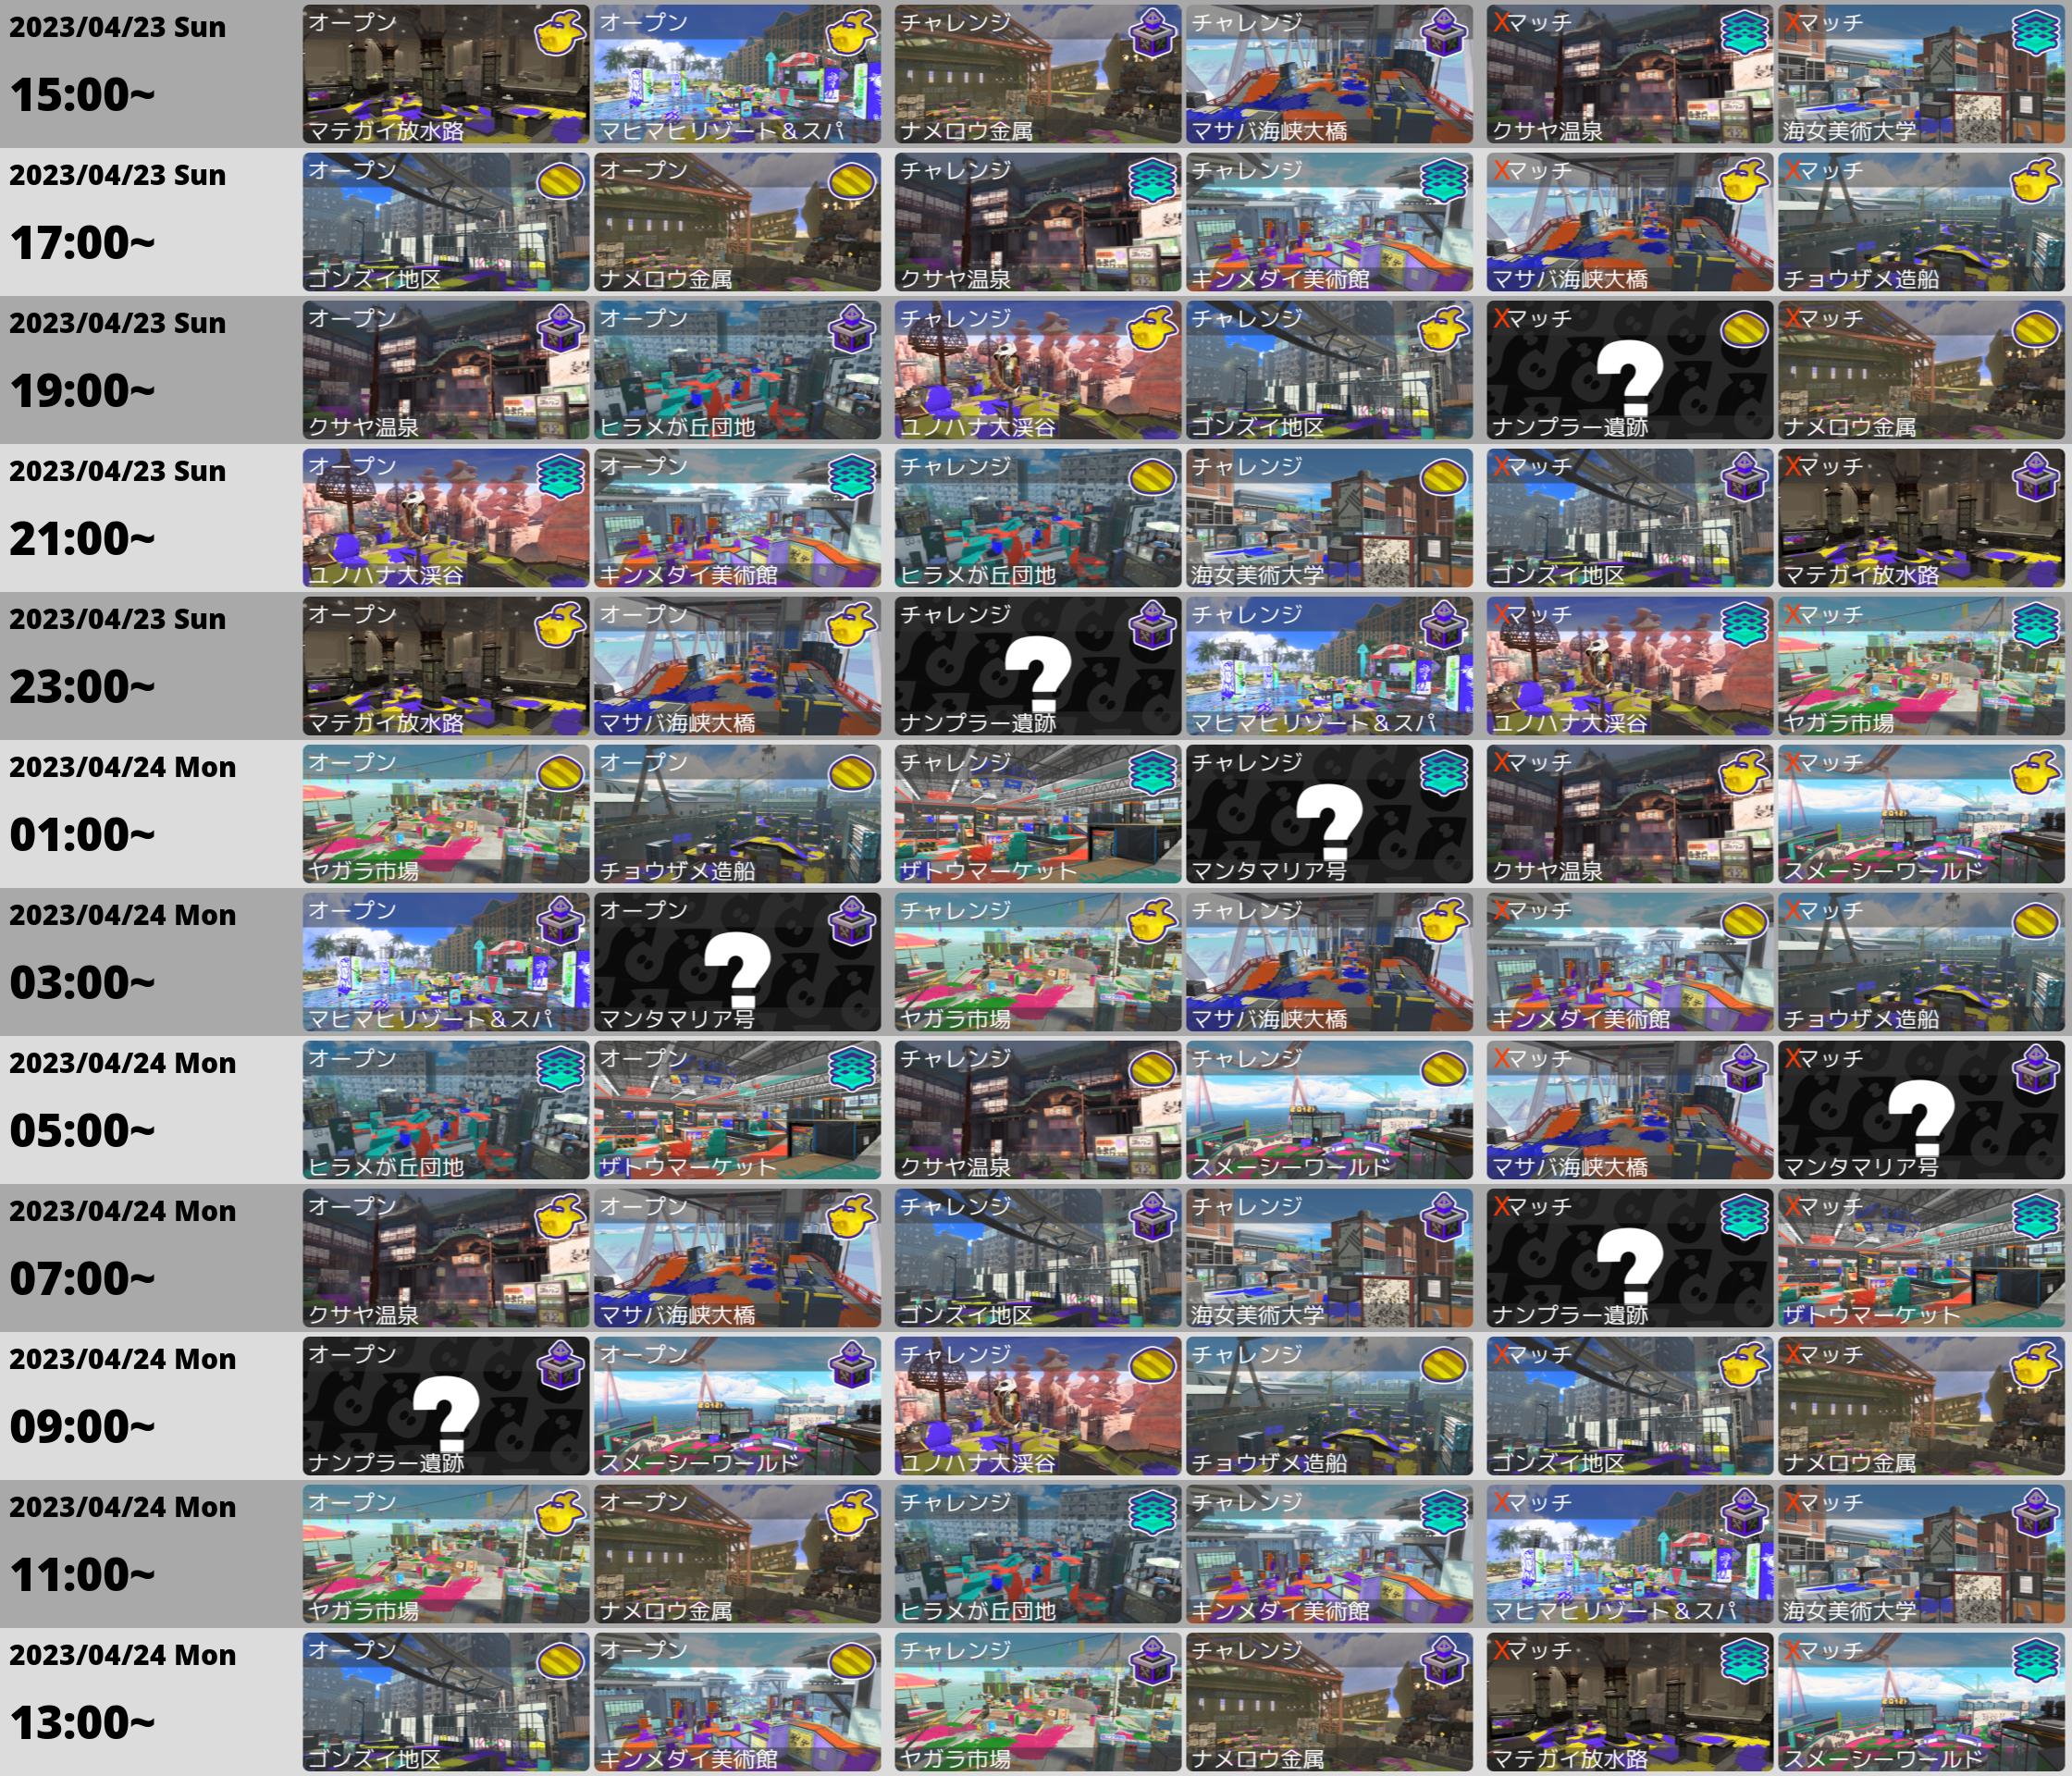 2023/04/23 Sun
15:00~
オープン
マテガイ放水路
オープン
マヒマヒリゾート＆スパ
チャレンジ
ナメロウ金属
チャレンジ
マサバ海峡大橋
Xマッチ
クサヤ温泉
Xマッチ
海女美術大学
2023/04/23 Sun
17:00~
オープン
ゴンズイ地区
オープン
ナメロウ金属
チャレンジ
クサヤ温泉
チャレンジ
キンメダイ美術館
Xマッチ
マサバ海峡大橋
Xマッチ
チョウザメ造船
2023/04/23 Sun
19:00~
オープン
クサヤ温泉
オープン
ヒラメが丘団地
チャレンジ
ユノハナ大渓谷
チャレンジ
ゴンズイ地区
Xマッチ
ナンプラー遺跡
Xマッチ
ナメロウ金属
2023/04/23 Sun
21:00~
オープン
ユノハナ大渓谷
オープン
キンメダイ美術館
チャレンジ
ヒラメが丘団地
チャレンジ
海女美術大学
Xマッチ
ゴンズイ地区
Xマッチ
マテガイ放水路
2023/04/23 Sun
23:00~
オープン
マテガイ放水路
オープン
マサバ海峡大橋
チャレンジ
ナンプラー遺跡
チャレンジ
マヒマヒリゾート＆スパ
Xマッチ
ユノハナ大渓谷
Xマッチ
ヤガラ市場
2023/04/24 Mon
01:00~
オープン
ヤガラ市場
オープン
チョウザメ造船
チャレンジ
ザトウマーケット
チャレンジ
マンタマリア号
Xマッチ
クサヤ温泉
Xマッチ
スメーシーワールド
2023/04/24 Mon
03:00~
オープン
マヒマヒリゾート＆スパ
オープン
マンタマリア号
チャレンジ
ヤガラ市場
チャレンジ
マサバ海峡大橋
Xマッチ
キンメダイ美術館
Xマッチ
チョウザメ造船
2023/04/24 Mon
05:00~
オープン
ヒラメが丘団地
オープン
ザトウマーケット
チャレンジ
クサヤ温泉
チャレンジ
スメーシーワールド
Xマッチ
マサバ海峡大橋
Xマッチ
マンタマリア号
2023/04/24 Mon
07:00~
オープン
クサヤ温泉
オープン
マサバ海峡大橋
チャレンジ
ゴンズイ地区
チャレンジ
海女美術大学
Xマッチ
ナンプラー遺跡
Xマッチ
ザトウマーケット
2023/04/24 Mon
09:00~
オープン
ナンプラー遺跡
オープン
スメーシーワールド
チャレンジ
ユノハナ大渓谷
チャレンジ
チョウザメ造船
Xマッチ
ゴンズイ地区
Xマッチ
ナメロウ金属
2023/04/24 Mon
11:00~
オープン
ヤガラ市場
オープン
ナメロウ金属
チャレンジ
ヒラメが丘団地
チャレンジ
キンメダイ美術館
Xマッチ
マヒマヒリゾート＆スパ
Xマッチ
海女美術大学
2023/04/24 Mon
13:00~
オープン
ゴンズイ地区
オープン
キンメダイ美術館
チャレンジ
ヤガラ市場
チャレンジ
ナメロウ金属
Xマッチ
マテガイ放水路
Xマッチ
スメーシーワールド